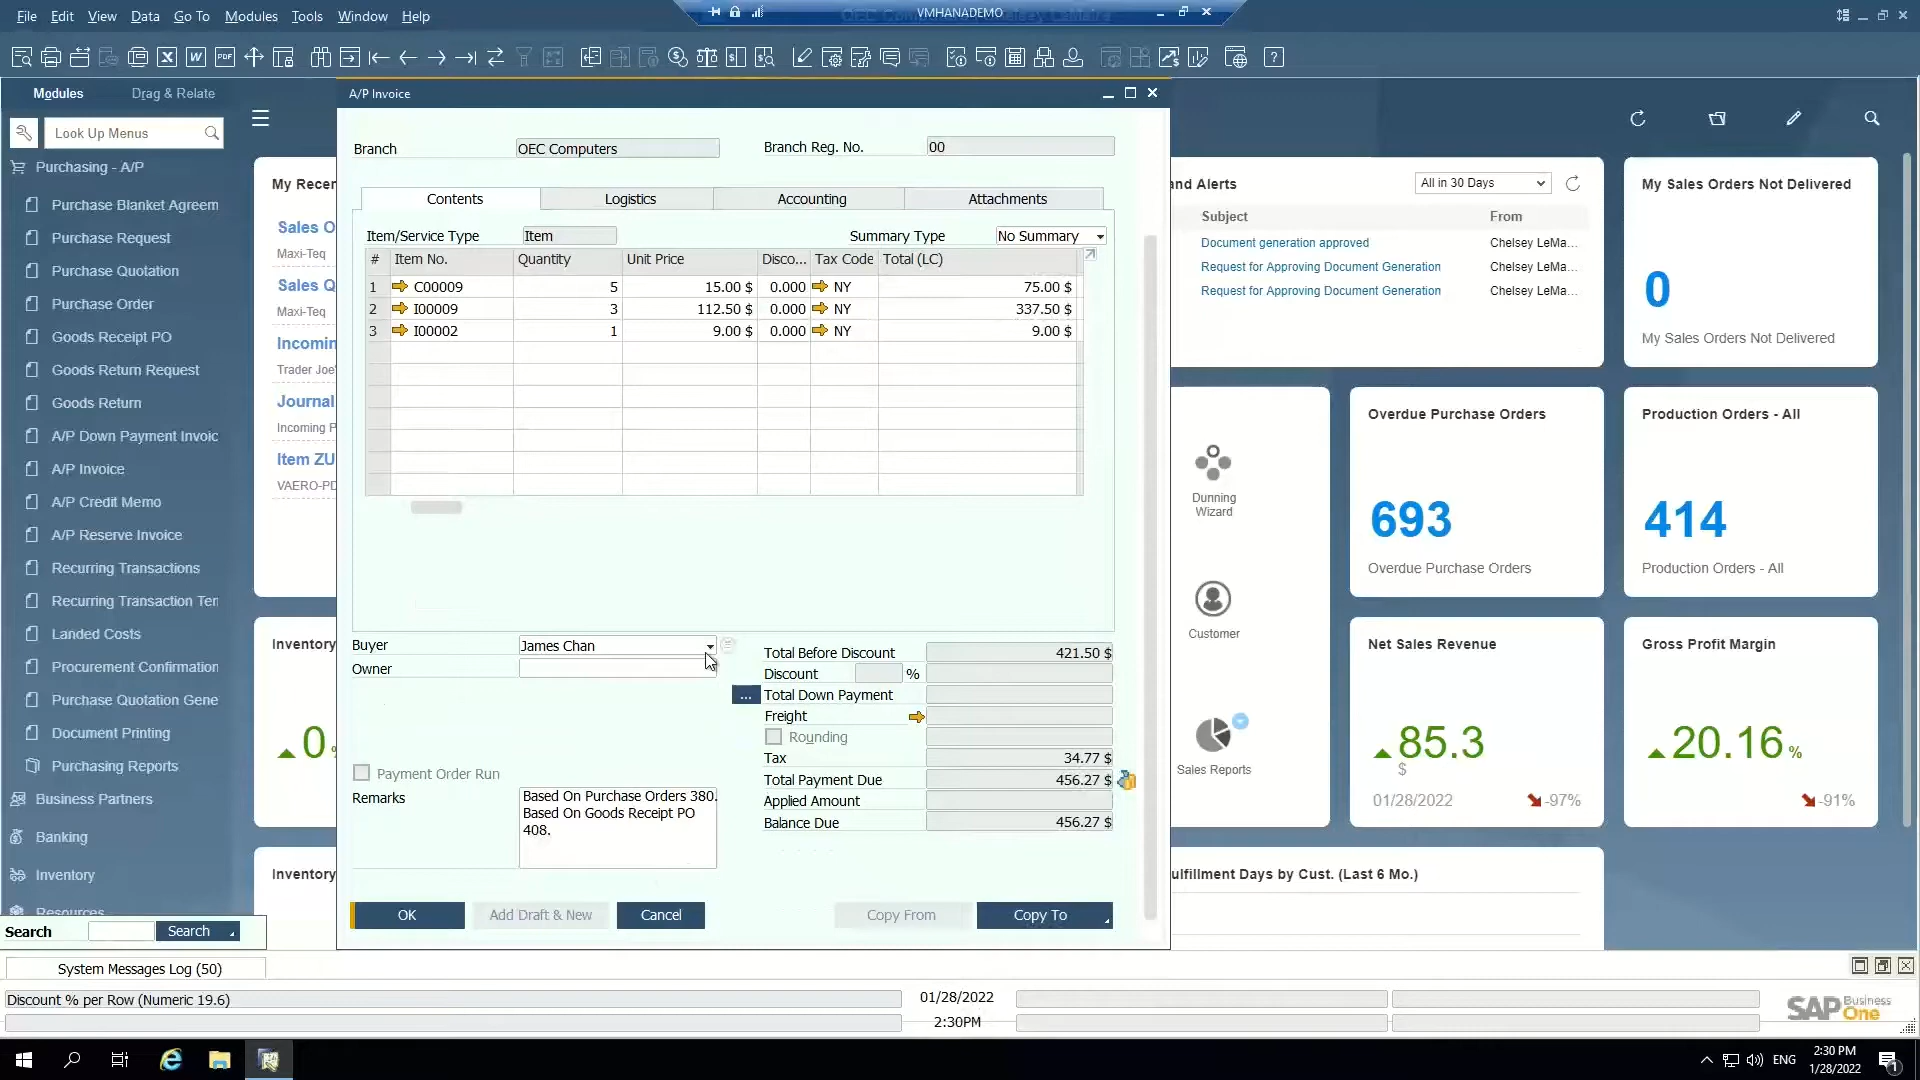 File Edit View Data Go To Modules Tools Window Help
VMHANADEMO
Modules Drag & Relate
Look Up Menus
Purchasing - A/P
Purchase Blanket Agreem
Purchase Request
Purchase Quotation
Purchase Order
Goods Receipt PO
Goods Return Request
Goods Return
A/P Down Payment Invoic
A/P Invoice
A/P Credit Memo
A/P Reserve Invoice
Recurring Transactions
Recurring Transaction Ten
Landed Costs
Procurement Confirmation
Purchase Quotation Gene
Document Printing
Purchasing Reports
Business Partners
Banking
Inventory
Resources
Search Search
My Recen
Sales O
Maxi-Teq
Sales Q
Maxi-Teq
Incomin
Trader Joe'
Journal
Incoming P
Item ZU
VAERO-PD
Inventory
0 %
Inventory
A/P Invoice
Branch OEC Computers Branch Reg. No. 00
Contents Logistics Accounting Attachments
Item/Service Type Item Summary Type No Summary
# Item No. Quantity Unit Price Disco... Tax Code Total (LC)
1 C00009 5 15.00 $ 0.000 NY 75.00 $
2 I00009 3 112.50 $ 0.000 NY 337.50 $
3 I00002 1 9.00 $ 0.000 NY 9.00 $
Buyer James Chan
Owner
Total Before Discount 421.50 $
Discount %
... Total Down Payment
Freight
Rounding
Tax 34.77 $
Total Payment Due 456.27 $
Applied Amount
Balance Due 456.27 $
Payment Order Run
Remarks Based On Purchase Orders 380.
Based On Goods Receipt PO
408.
OK Add Draft & New Cancel Copy From Copy To
and Alerts All in 30 Days
Subject From
Document generation approved Chelsey LeMa...
Request for Approving Document Generation Chelsey LeMa...
Request for Approving Document Generation Chelsey LeMa...
My Sales Orders Not Delivered
0
My Sales Orders Not Delivered
Dunning
Wizard
Customer
Sales Reports
Overdue Purchase Orders
693
Overdue Purchase Orders
Production Orders - All
414
Production Orders - All
Net Sales Revenue
85.3
$
01/28/2022 -97%
Gross Profit Margin
20.16 %
-91%
ulfillment Days by Cust. (Last 6 Mo.)
System Messages Log (50)
Discount % per Row (Numeric 19.6) 01/28/2022
2:30PM
SAP Business One
ENG
2:30 PM
1/28/2022
1